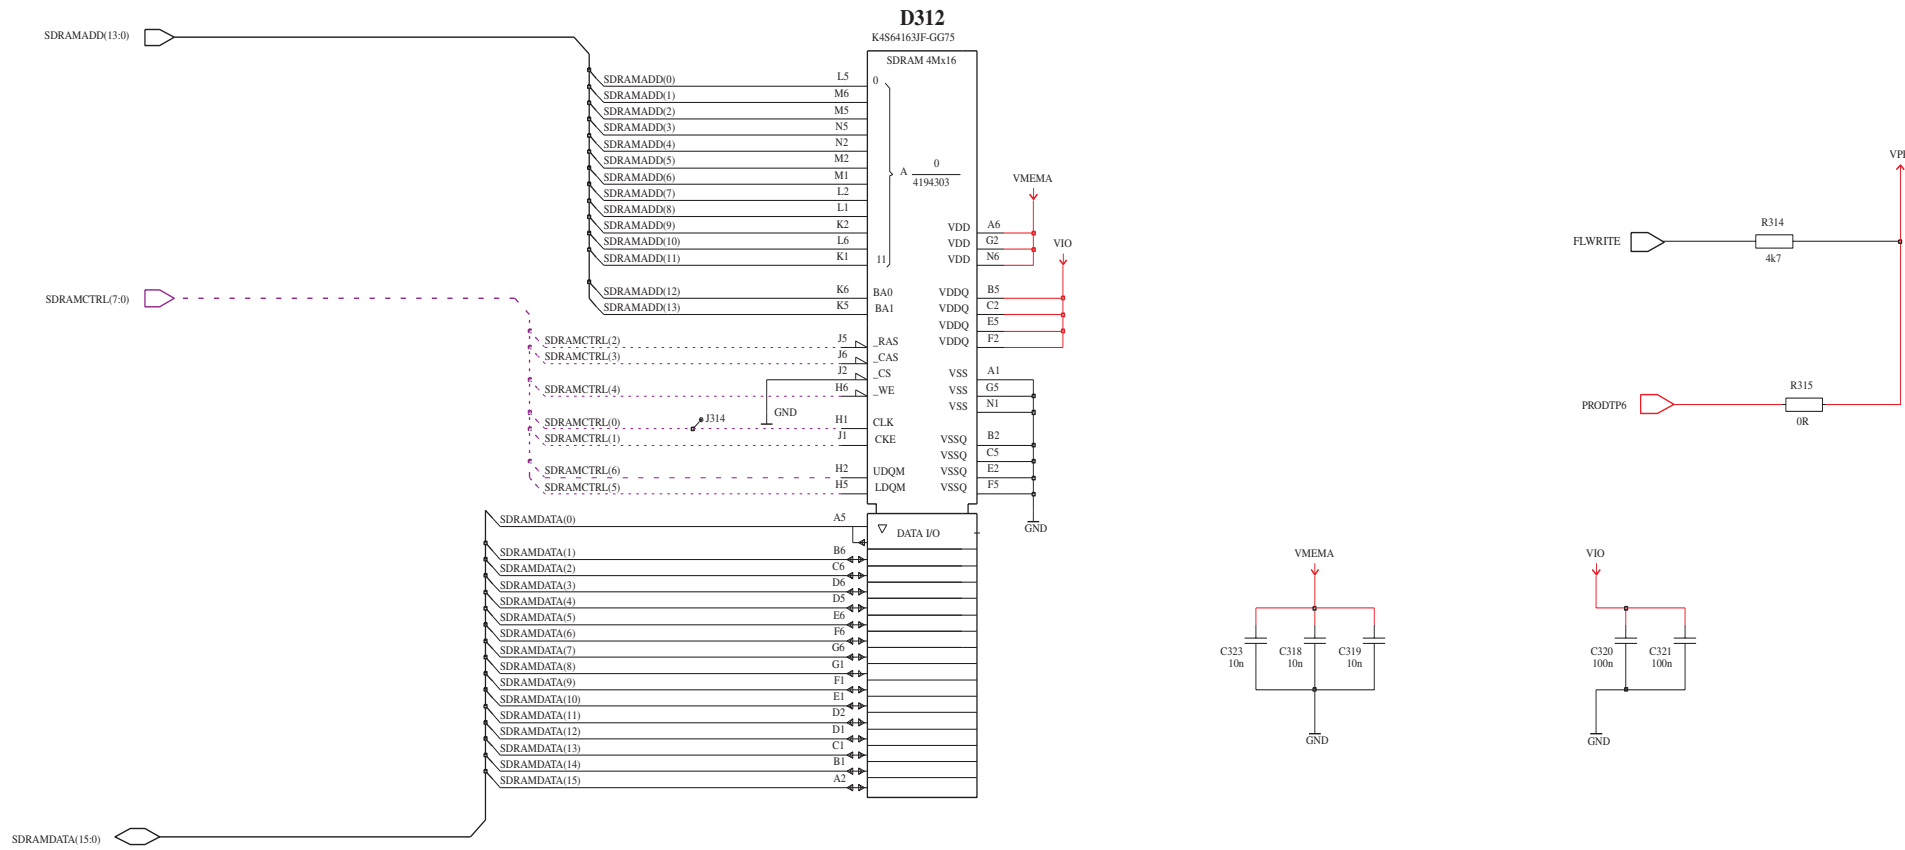 D312
K4S64163JF-GG75
SDRAMADD(13:0)
SDRAM 4Mx16
SDRAMADD(0) L5 0
SDRAMADD(1) M6
SDRAMADD(2) M5
SDRAMADD(3) N5
SDRAMADD(4) N2
SDRAMADD(5) M2
SDRAMADD(6) M1
SDRAMADD(7) L2
SDRAMADD(8) L1
SDRAMADD(9) K2
SDRAMADD(10) L6
SDRAMADD(11) K1 11
A 0
4194303
SDRAMADD(12) K6 BA0
SDRAMADD(13) K5 BA1
SDRAMCTRL(7:0)
SDRAMCTRL(2) J5 _RAS
SDRAMCTRL(3) J6 _CAS
J2 _CS
SDRAMCTRL(4) H6 _WE
GND
J314
SDRAMCTRL(0) H1 CLK
SDRAMCTRL(1) J1 CKE
SDRAMCTRL(6) H2 UDQM
SDRAMCTRL(5) H5 LDQM
VMEMA
VDD A6
VDD G2
VDD N6
VIO
VDDQ B5
VDDQ C2
VDDQ E5
VDDQ F2
VSS A1
VSS G5
VSS N1
VSSQ B2
VSSQ C5
VSSQ E2
VSSQ F5
GND
DATA I/O
SDRAMDATA(0) A5
SDRAMDATA(1) B6
SDRAMDATA(2) C6
SDRAMDATA(3) D6
SDRAMDATA(4) D5
SDRAMDATA(5) E6
SDRAMDATA(6) F6
SDRAMDATA(7) G6
SDRAMDATA(8) G1
SDRAMDATA(9) F1
SDRAMDATA(10) E1
SDRAMDATA(11) D2
SDRAMDATA(12) D1
SDRAMDATA(13) C1
SDRAMDATA(14) B1
SDRAMDATA(15) A2
SDRAMDATA(15:0)
R314
FLWRITE
4k7
R315
PRODTP6
0R
VMEMA
C323 C318 C319
10n 10n 10n
GND
VIO
C320 C321
100n 100n
GND